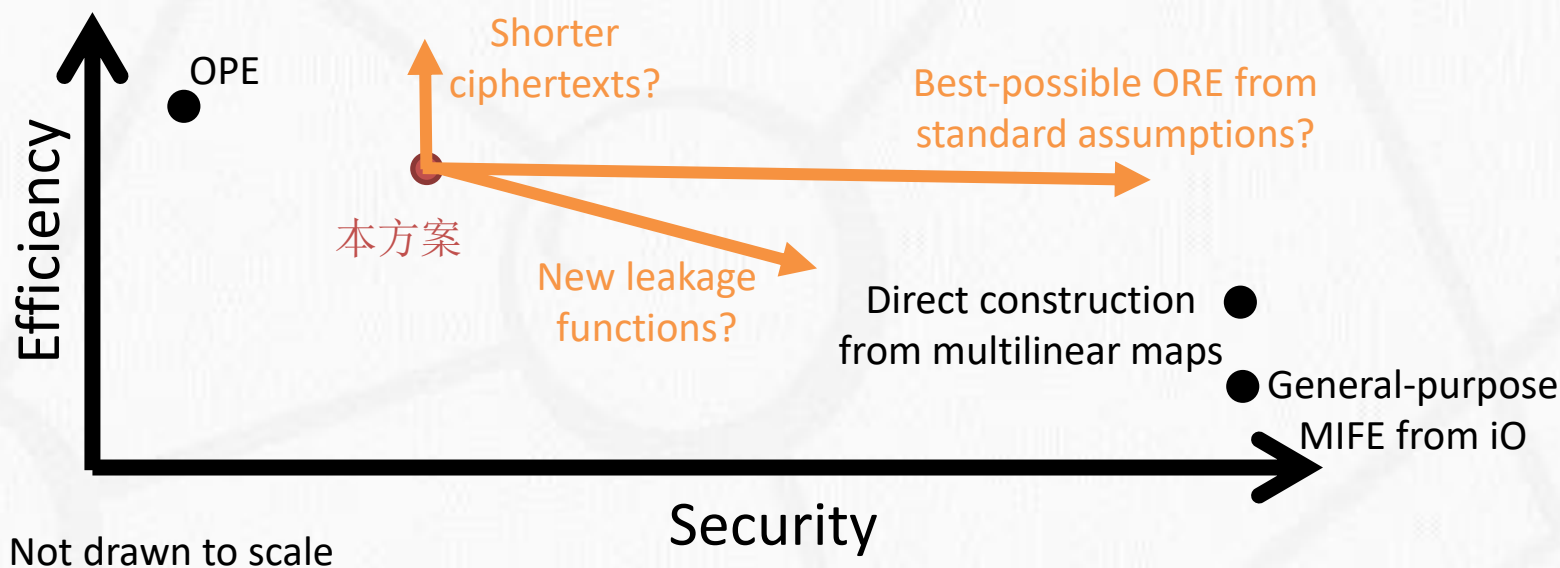 Efficiency
OPE
Shorter
ciphertexts?
Best-possible ORE from
standard assumptions?
本方案
New leakage
functions?
Direct construction
from multilinear maps
General-purpose
MIFE from iO
Security
Not drawn to scale